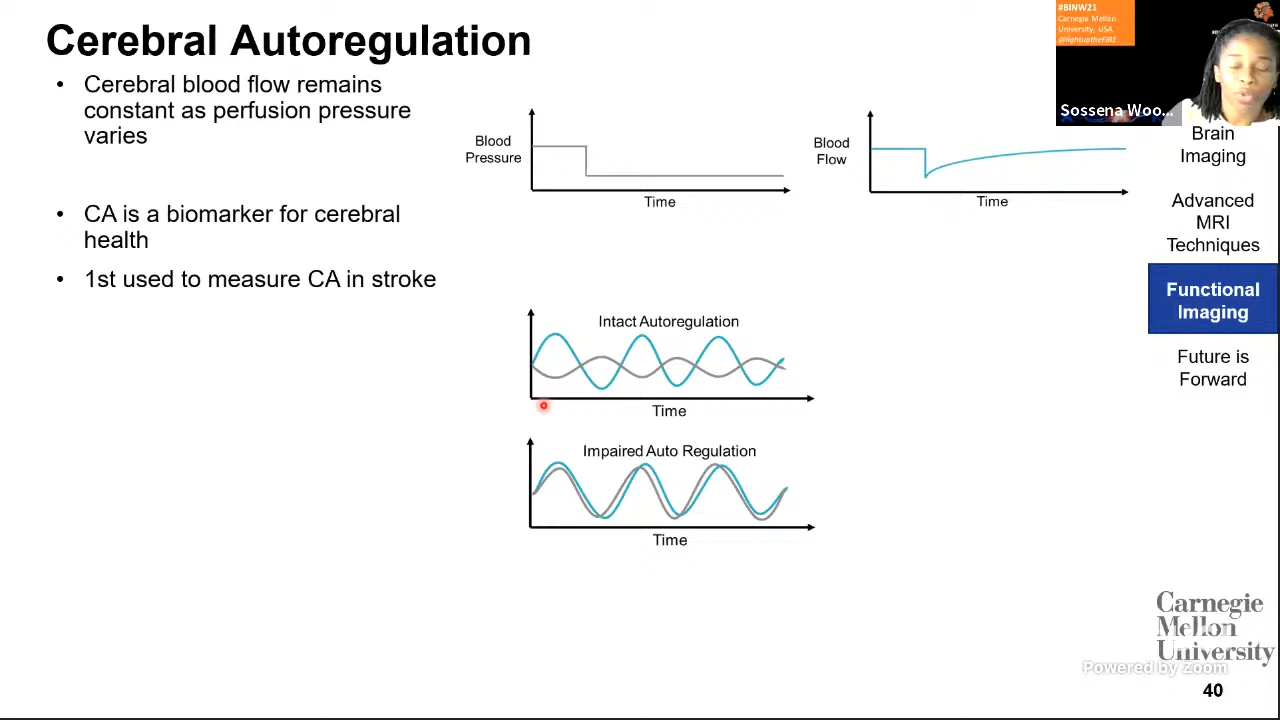 Cerebral Autoregulation
• Cerebral blood flow remains
constant as perfusion pressure
varies
• CA is a biomarker for cerebral
health
• 1st used to measure CA in stroke
Blood
Pressure
Time
Blood
Flow
Time
Intact Autoregulation
Time
Impaired Auto Regulation
Time
#BINW21
Carnegie Mellon
University, USA
@lightuptheEIRE
Sossena Woo...
Brain
Imaging
Advanced
MRI
Techniques
Functional
Imaging
Future is
Forward
Carnegie
Mellon
University
Powered by Zoom
40